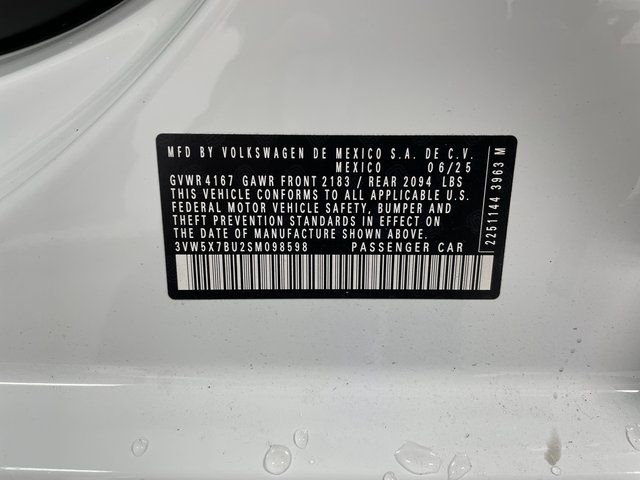 MFD BY VOLKSWAGEN DE MEXICO S.A. DE C.V.
MEXICO 06/25
GVWR 4167 GAWR FRONT 2183 / REAR 2094 LBS
THIS VEHICLE CONFORMS TO ALL APPLICABLE U.S.
FEDERAL MOTOR VEHICLE SAFETY, BUMPER AND
THEFT PREVENTION STANDARDS IN EFFECT ON
THE DATE OF MANUFACTURE SHOWN ABOVE.
3VW5X7BU2SM098598 PASSENGER CAR
2251144 3963 M